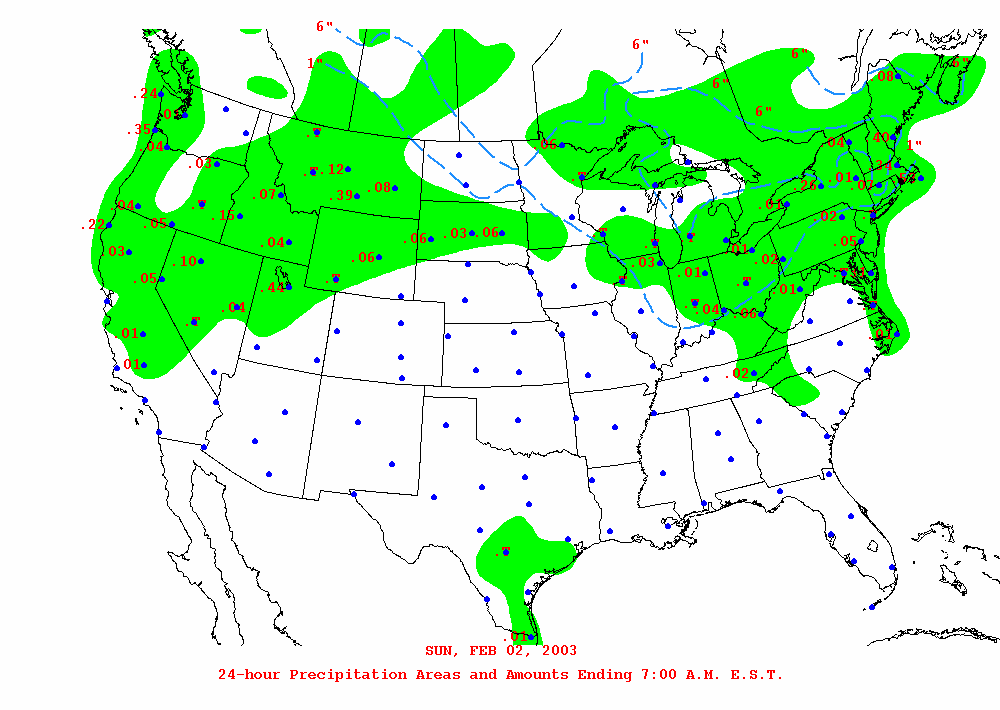 6"
6"
6" 6"
1"
6"
.08
.24
6"
.01
.35
T
.40
.04
.06
.04
1"
.03
.34
T .12
T
.01
.07
.08
.26
.07
.39
.04
T
.01
.15
.02
.22
.05
.06 .03 .06
T
T
T
.04
.05
.03
.01
.10
.06
.03
.02
.05
.01
T
.44
T
T
T
.01
.04
T
.04
.06
T
.01
.01
.01
.02
T
.01
SUN, FEB 02, 2003
24-hour Precipitation Areas and Amounts Ending 7:00 A.M. E.S.T.